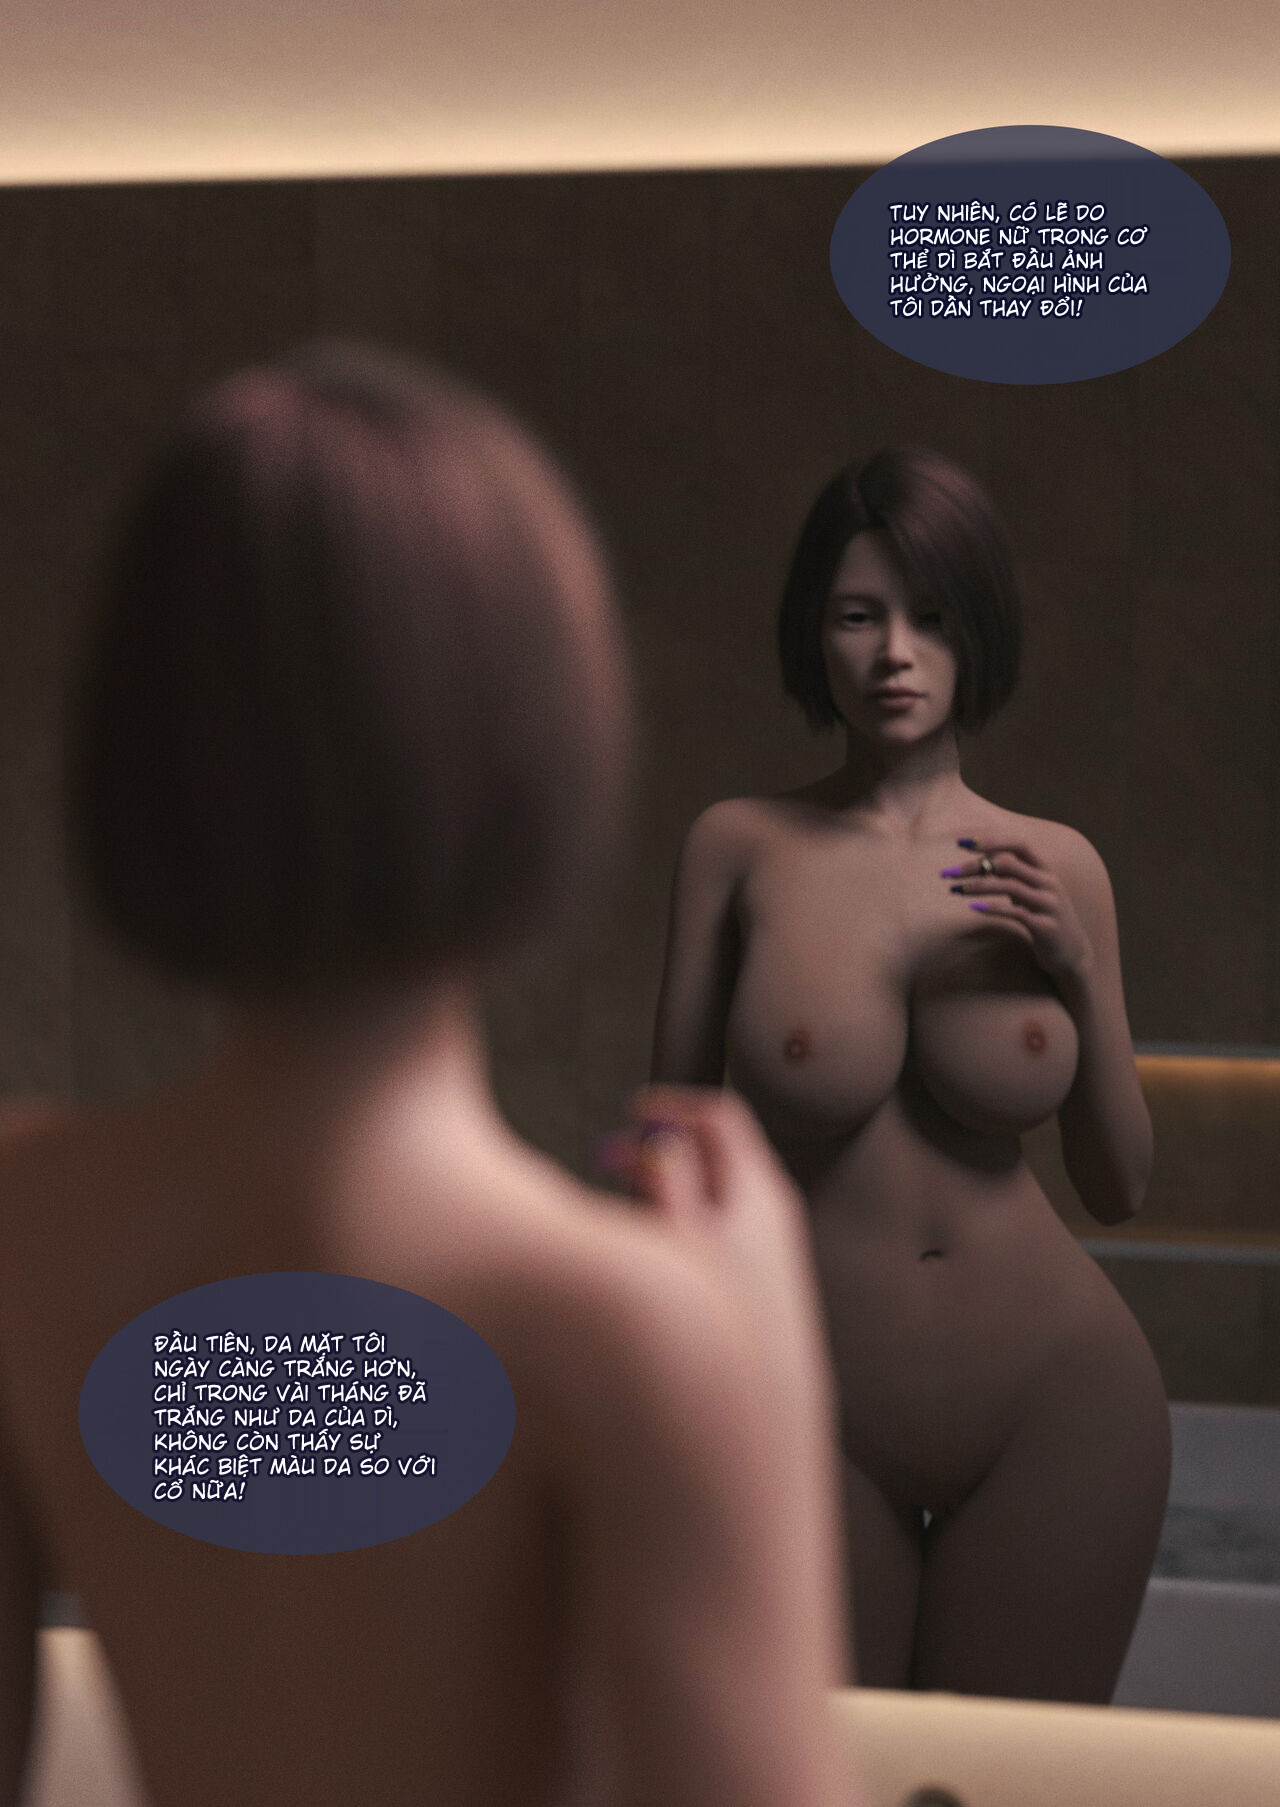 TUY NHIÊN, CÓ LẼ DO
HORMONE NỮ TRONG CƠ
THỂ DÌ BẮT ĐẦU ẢNH
HƯỞNG, NGOẠI HÌNH CỦA
TÔI DẦN THAY ĐỔI!
ĐẦU TIÊN, DA MẶT TÔI
NGÀY CÀNG TRẮNG HƠN,
CHỈ TRONG VÀI THÁNG ĐÃ
TRẮNG NHƯ DA CỦA DÌ,
KHÔNG CÒN THẤY SỰ
KHÁC BIỆT MÀU DA SO VỚI
CỔ NỮA!